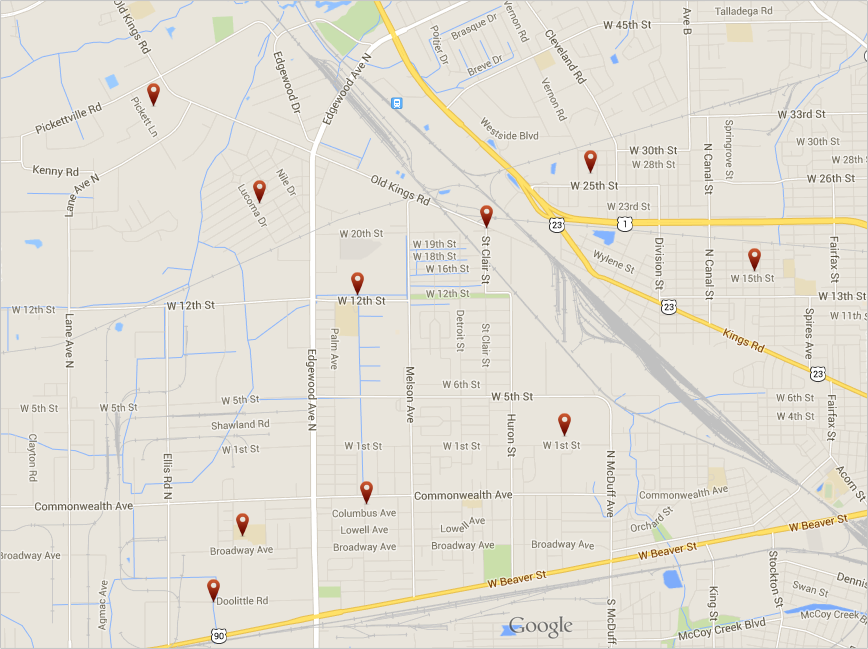 Old Kings Rd
Talladega Rd
Ave B
Vernon Rd
Brasque Dr
Poitier Dr
W 45th St
Cleveland Rd
Edgewood Dr
Edgewood Ave N
Breve Dr
Vernon Rd
Pickettville Rd
Pickett Ln
Westside Blvd
W 33rd St
Springrove St
W 30th St
W 30th St
W 28th St
W 28th
N Canal St
Kenny Rd
Lane Ave N
Nile Dr
Lucoma Dr
Old Kings Rd
W 25th St
W 26th St
W 23rd St
23
1
W 20th St
W 19th St
W 18th St
W 16th St
St Clair St
Wylene St
Division St
N Canal St
Fairfax St
W 15th St
W 12th St
W 12th St
W 12th St
W 12th St
W 13th St
W 11th St
23
Lane Ave N
Edgewood Ave N
Palm Ave
Melson Ave
Detroit St
St Clair St
Kings Rd
Spires Ave
23
W 6th St
W 5th St
W 5th St
W 5th St
W 5th St
W 6th St
W 4th St
Fairfax St
Shawland Rd
Huron St
Clayton Rd
W 1st St
W 1st St
W 1st St
W 1st St
Ellis Rd N
N McDuff Ave
Acorn St
Commonwealth Ave
Commonwealth Ave
Commonwealth Ave
Columbus Ave
Orchard St
Lowell Ave
Lowell Ave
W Beaver St
Broadway Ave
Broadway Ave
Broadway Ave
Broadway Ave
Broadway Ave
W Beaver St
W Beaver St
Agmac Ave
Doolittle Rd
King St
Stockton St
Dennis
Swan St
90
Google
S McDuff
McCoy Creek Blvd
McCoy Creek Blvd